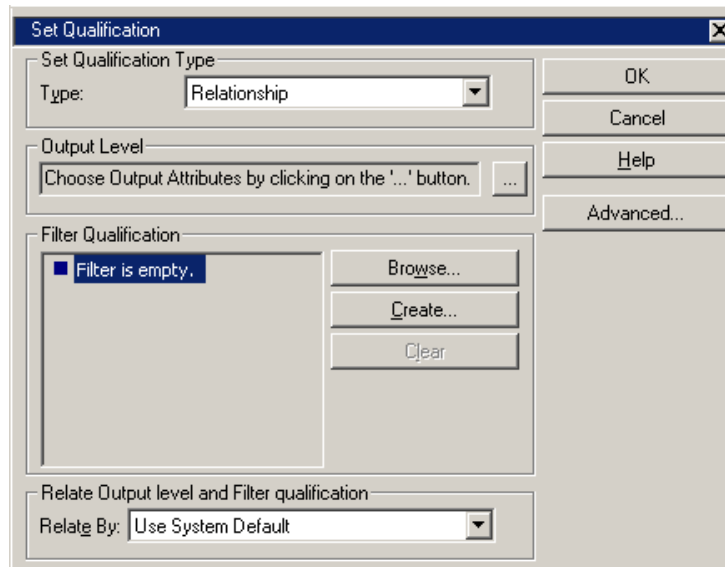 Set Qualification
Set Qualification Type
Type:
Relationship
OK
Cancel
Help
Advanced...
Output Level
Choose Output Attributes by clicking on the '...' button.
...
Filter Qualification
Filter is empty.
Browse...
Create...
Clear
Relate Output level and Filter qualification
Relate By:
Use System Default